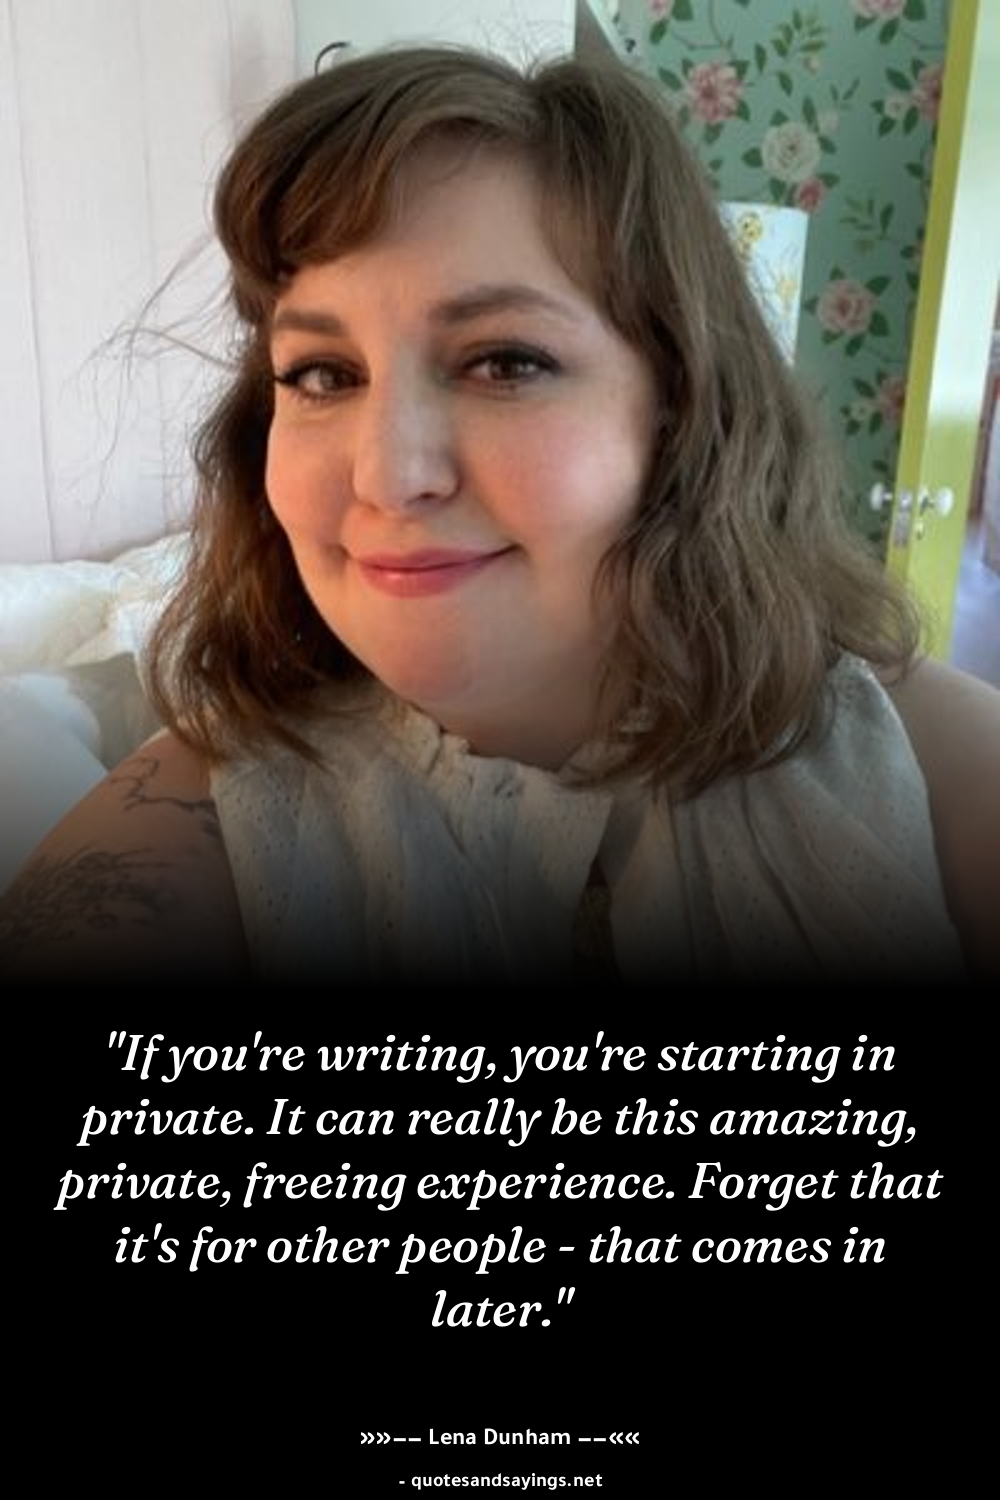 "If you're writing, you're starting in
private. It can really be this amazing,
private, freeing experience. Forget that
it's for other people - that comes in
later."
»»–– Lena Dunham ––««
- quotesandsayings.net